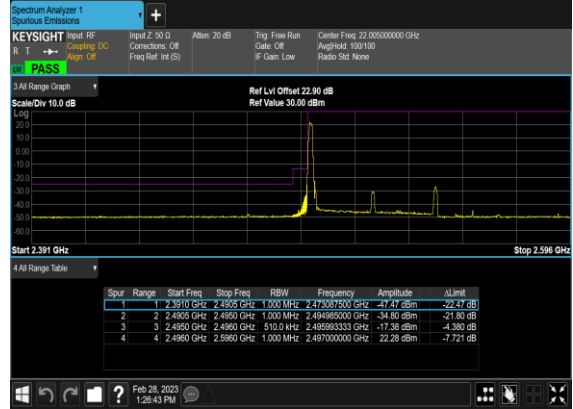 Spectrum Analyzer 1
Spurious Emissions
KEYSIGHT Input: RF Input Z: 50 Ω Atten: 20 dB Trig: Free Run Center Freq: 22.005000000 GHz
R T Coupling: DC Corrections: Off Gate: Off Avg|Hold: 100/100
Align: Off Freq Ref: Int (S) IF Gain: Low Radio Std: None
PASS
3 All Range Graph
Ref Lvl Offset 22.90 dB
Scale/Div 10.0 dB Ref Value 30.00 dBm
Log
20.0
10.0
0.00
-10.0
-20.0
-30.0
-40.0
-50.0
-60.0
Start 2.391 GHz Stop 2.596 GHz
4 All Range Table
Spur Range Start Freq Stop Freq RBW Frequency Amplitude ΔLimit
1 1 2.3910 GHz 2.4905 GHz 1.000 MHz 2.473087500 GHz -47.47 dBm -22.47 dB
2 2 2.4905 GHz 2.4950 GHz 1.000 MHz 2.494985000 GHz -34.80 dBm -21.80 dB
3 3 2.4950 GHz 2.4960 GHz 510.0 kHz 2.495993333 GHz -17.38 dBm -4.380 dB
4 4 2.4960 GHz 2.5960 GHz 1.000 MHz 2.497000000 GHz 22.28 dBm -7.721 dB
? Feb 28, 2023
1:26:43 PM